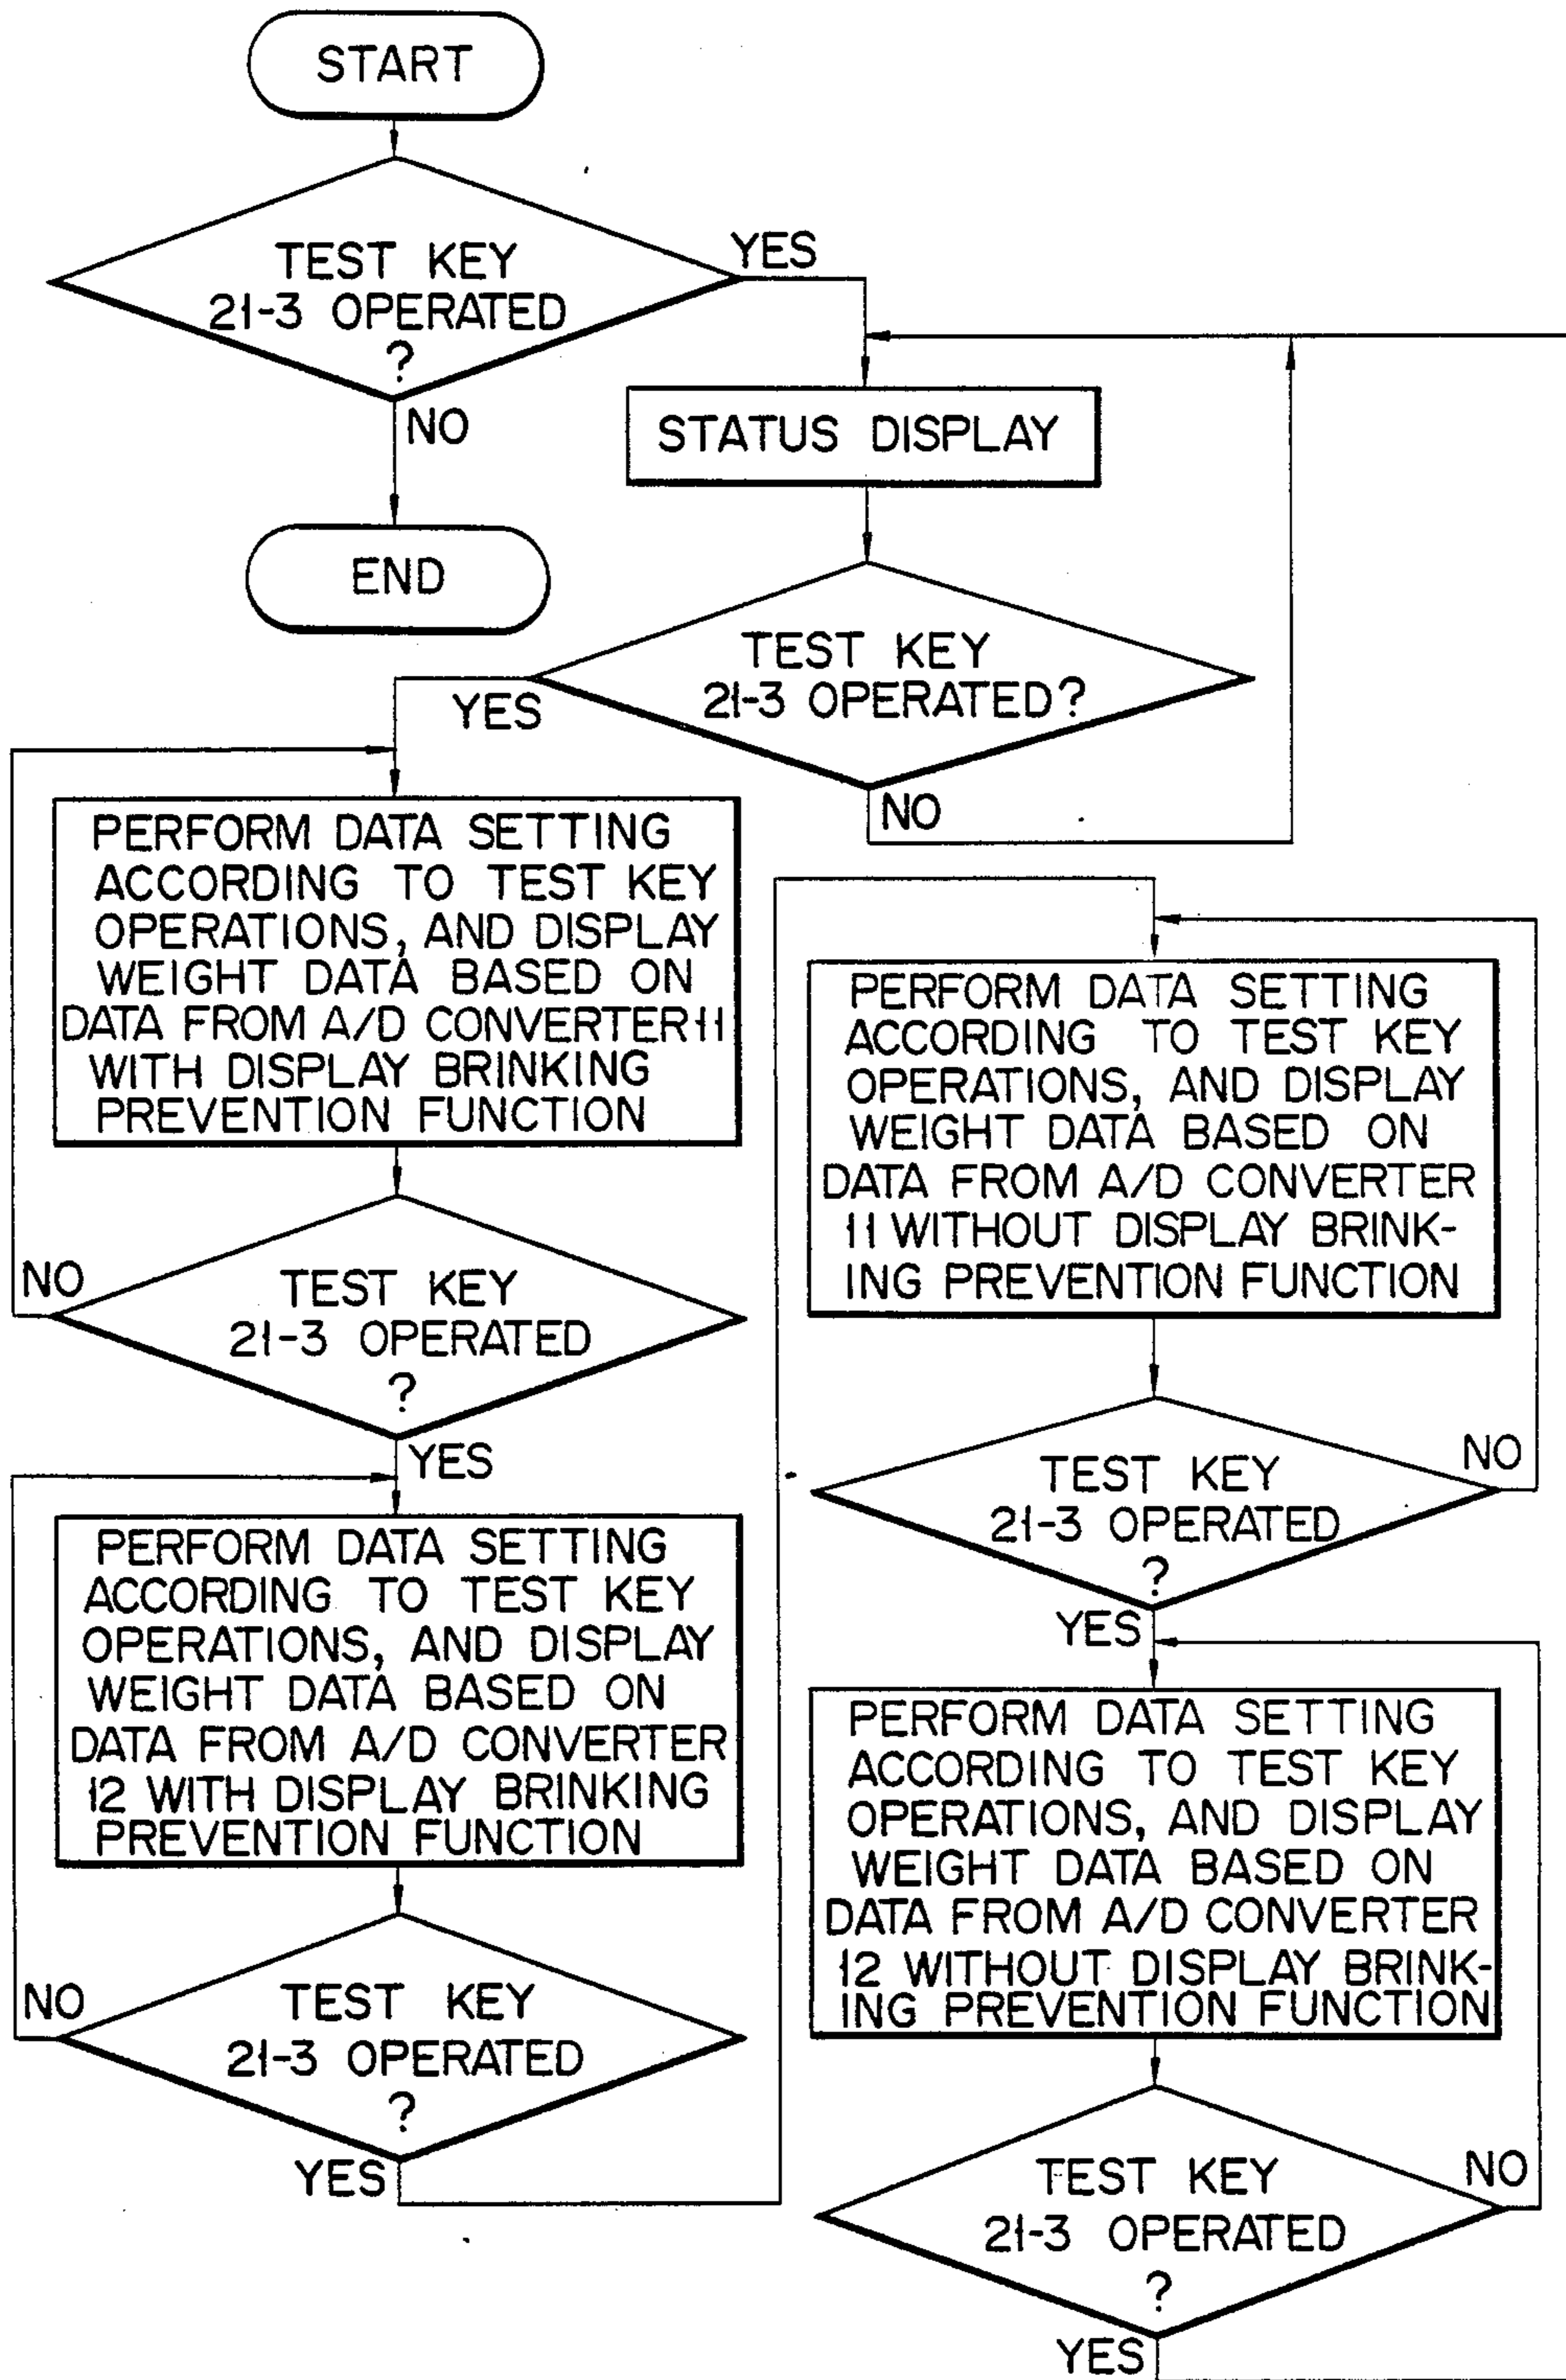 START
TEST KEY
21-3 OPERATED
?
YES
NO
END
STATUS DISPLAY
TEST KEY
21-3 OPERATED?
YES
NO
PERFORM DATA SETTING
ACCORDING TO TEST KEY
OPERATIONS, AND DISPLAY
WEIGHT DATA BASED ON
DATA FROM A/D CONVERTER 11
WITH DISPLAY BRINKING
PREVENTION FUNCTION
TEST KEY
21-3 OPERATED
?
NO
YES
PERFORM DATA SETTING
ACCORDING TO TEST KEY
OPERATIONS, AND DISPLAY
WEIGHT DATA BASED ON
DATA FROM A/D CONVERTER
12 WITH DISPLAY BRINKING
PREVENTION FUNCTION
TEST KEY
21-3 OPERATED
?
NO
YES
PERFORM DATA SETTING
ACCORDING TO TEST KEY
OPERATIONS, AND DISPLAY
WEIGHT DATA BASED ON
DATA FROM A/D CONVERTER
11 WITHOUT DISPLAY BRINK-
ING PREVENTION FUNCTION
TEST KEY
21-3 OPERATED
?
NO
YES
PERFORM DATA SETTING
ACCORDING TO TEST KEY
OPERATIONS, AND DISPLAY
WEIGHT DATA BASED ON
DATA FROM A/D CONVERTER
12 WITHOUT DISPLAY BRINK-
ING PREVENTION FUNCTION
TEST KEY
21-3 OPERATED
?
NO
YES